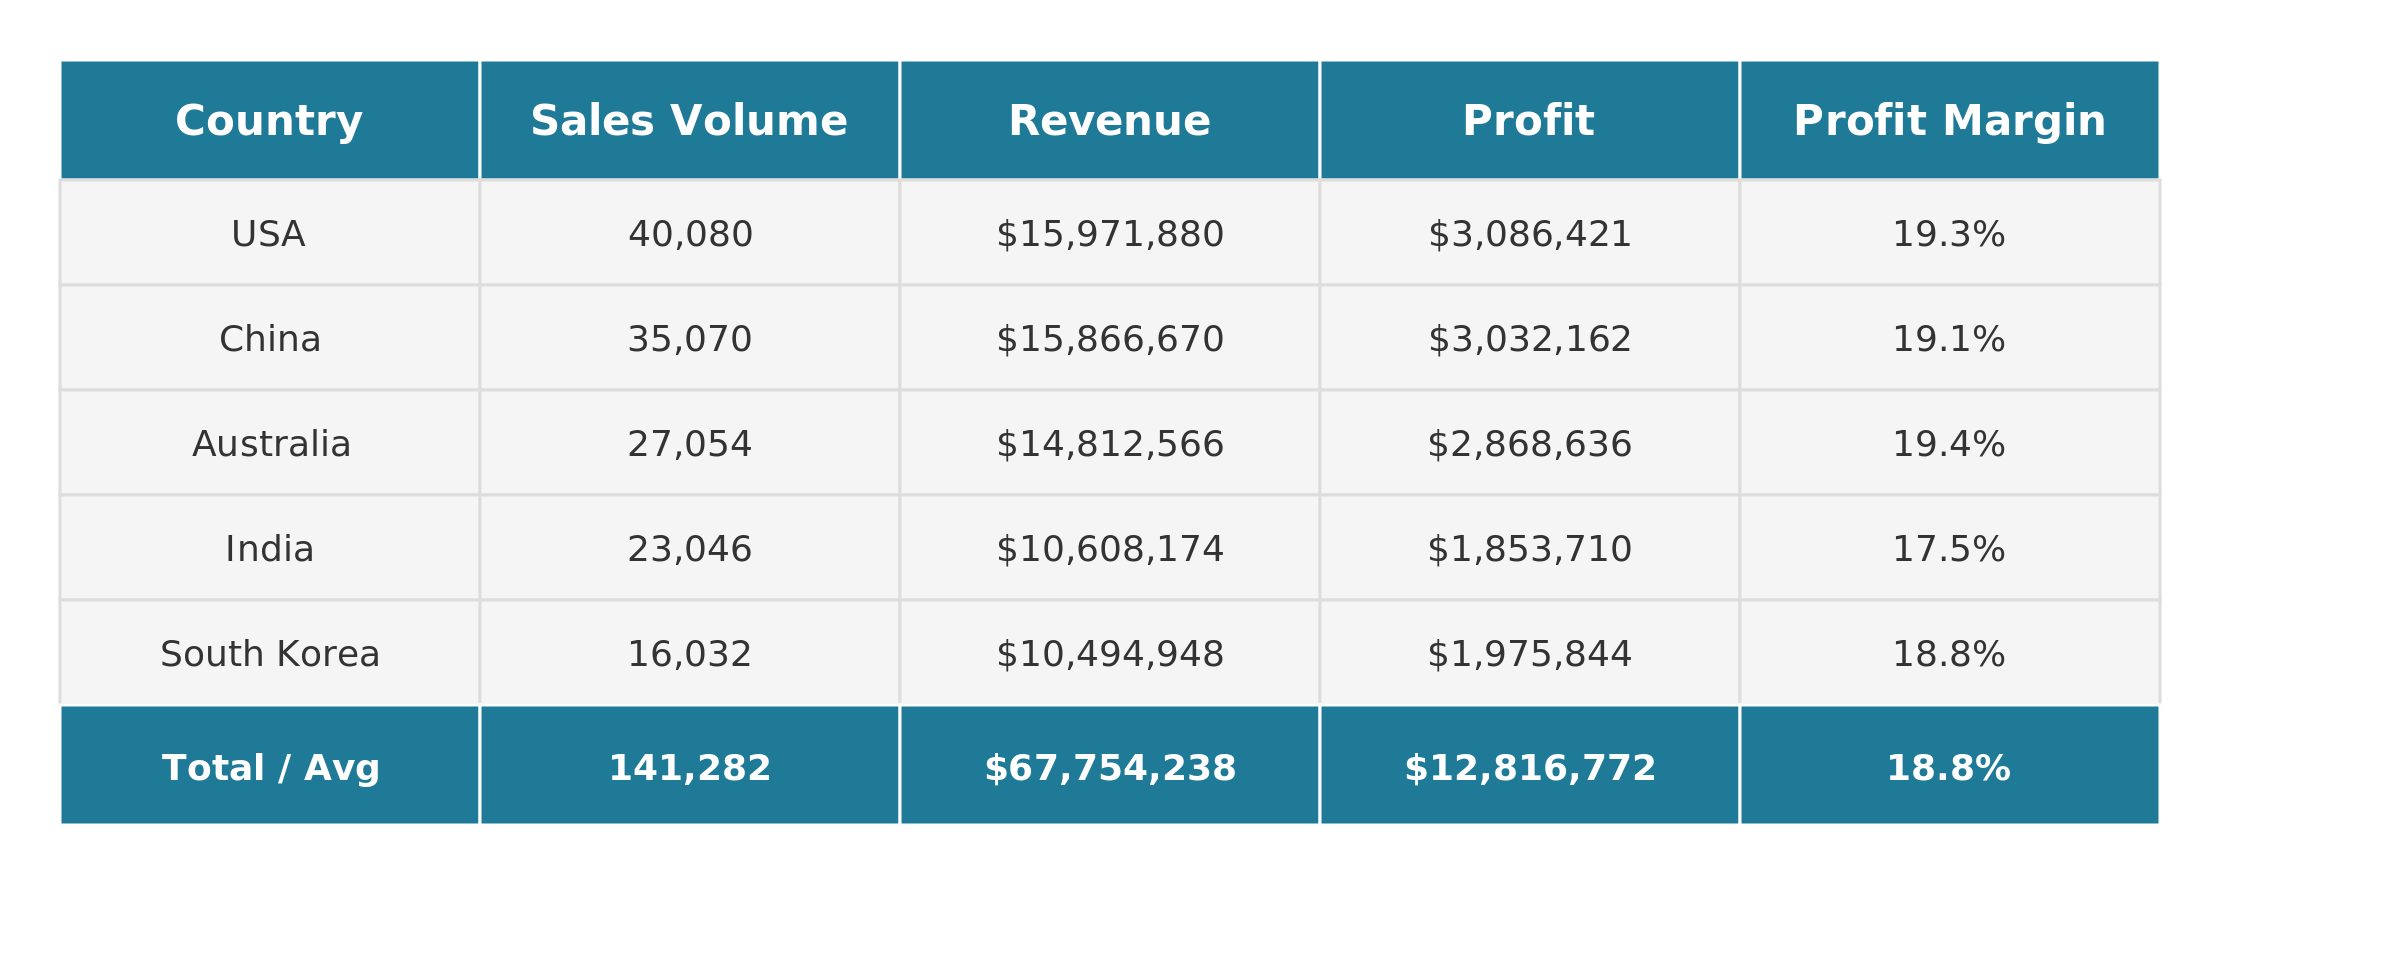 Country Sales Volume Revenue Profit Profit Margin
USA 40,080 $15,971,880 $3,086,421 19.3%
China 35,070 $15,866,670 $3,032,162 19.1%
Australia 27,054 $14,812,566 $2,868,636 19.4%
India 23,046 $10,608,174 $1,853,710 17.5%
South Korea 16,032 $10,494,948 $1,975,844 18.8%
Total / Avg 141,282 $67,754,238 $12,816,772 18.8%